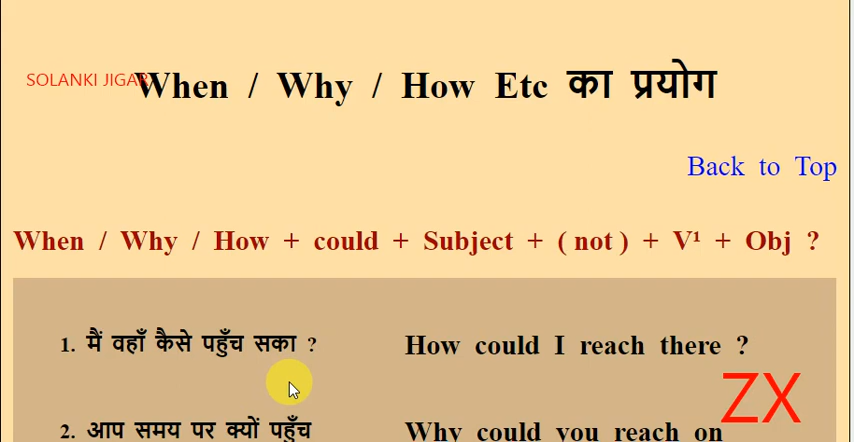 SOLANKI JIGAR
When / Why / How Etc का प्रयोग
Back to Top
When / Why / How + could + Subject + ( not ) + V¹ + Obj ?
1. मैं वहाँ कैसे पहुँच सका ? How could I reach there ?
ZX
2. आप समय पर क्यों पहुँच Why could you reach on